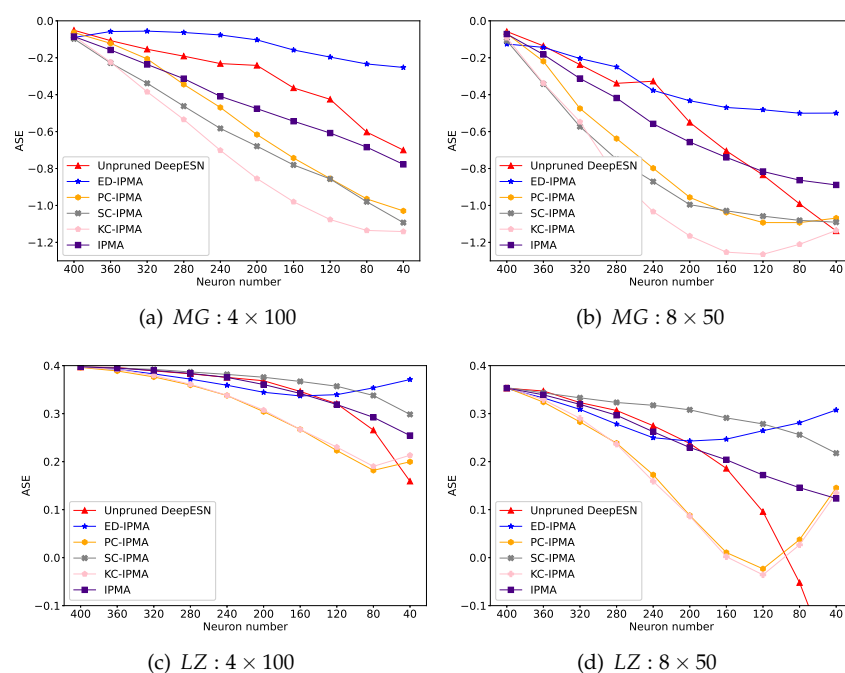 0.0
−0.2
−0.4
−0.6
−0.8
−1.0
−1.2
ASE
Unpruned DeepESN
ED-IPMA
PC-IPMA
SC-IPMA
KC-IPMA
IPMA
400 360 320 280 240 200 160 120 80 40
Neuron number
(a) MG : 4 × 100
0.0
−0.2
−0.4
−0.6
−0.8
−1.0
−1.2
ASE
Unpruned DeepESN
ED-IPMA
PC-IPMA
SC-IPMA
KC-IPMA
IPMA
400 360 320 280 240 200 160 120 80 40
Neuron number
(b) MG : 8 × 50
0.4
0.3
0.2
0.1
0.0
−0.1
ASE
Unpruned DeepESN
ED-IPMA
PC-IPMA
SC-IPMA
KC-IPMA
IPMA
400 360 320 280 240 200 160 120 80 40
Neuron number
(c) LZ : 4 × 100
0.4
0.3
0.2
0.1
0.0
−0.1
ASE
Unpruned DeepESN
ED-IPMA
PC-IPMA
SC-IPMA
KC-IPMA
IPMA
400 360 320 280 240 200 160 120 80 40
Neuron number
(d) LZ : 8 × 50